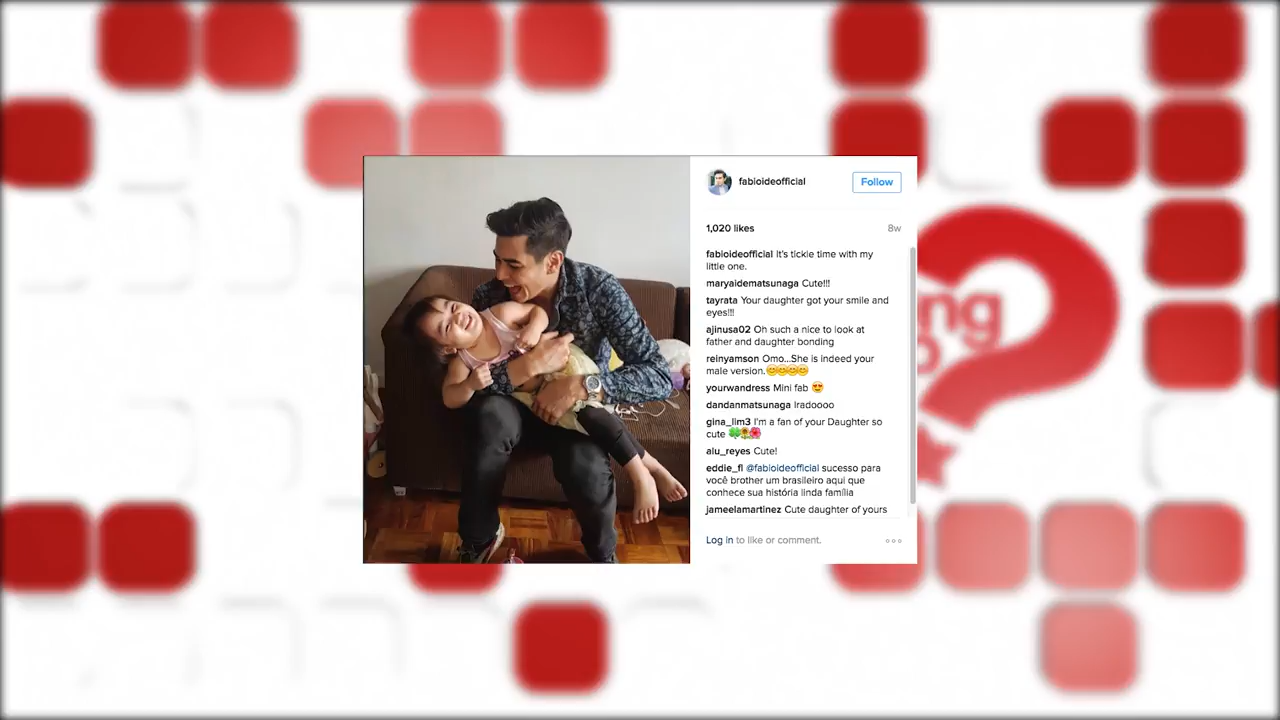 fabioideofficial
Follow
1,020 likes
8w
fabioideofficial It's tickle time with my
little one.
maryaidematsunaga Cute!!!
tayrata Your daughter got your smile and
eyes!!!
ajinusa02 Oh such a nice to look at
father and daughter bonding
reinyamson Omo...She is indeed your
male version.😊😊😊😊
yourwandress Mini fab 😍
dandanmatsunaga Iradoooo
gina_lim3 I'm a fan of your Daughter so
cute 🍀🌻🌺
alu_reyes Cute!
eddie_fl @fabioideofficial sucesso para
você brother um brasileiro aqui que
conhece sua história linda família
jameelamartinez Cute daughter of yours
Log in to like or comment.